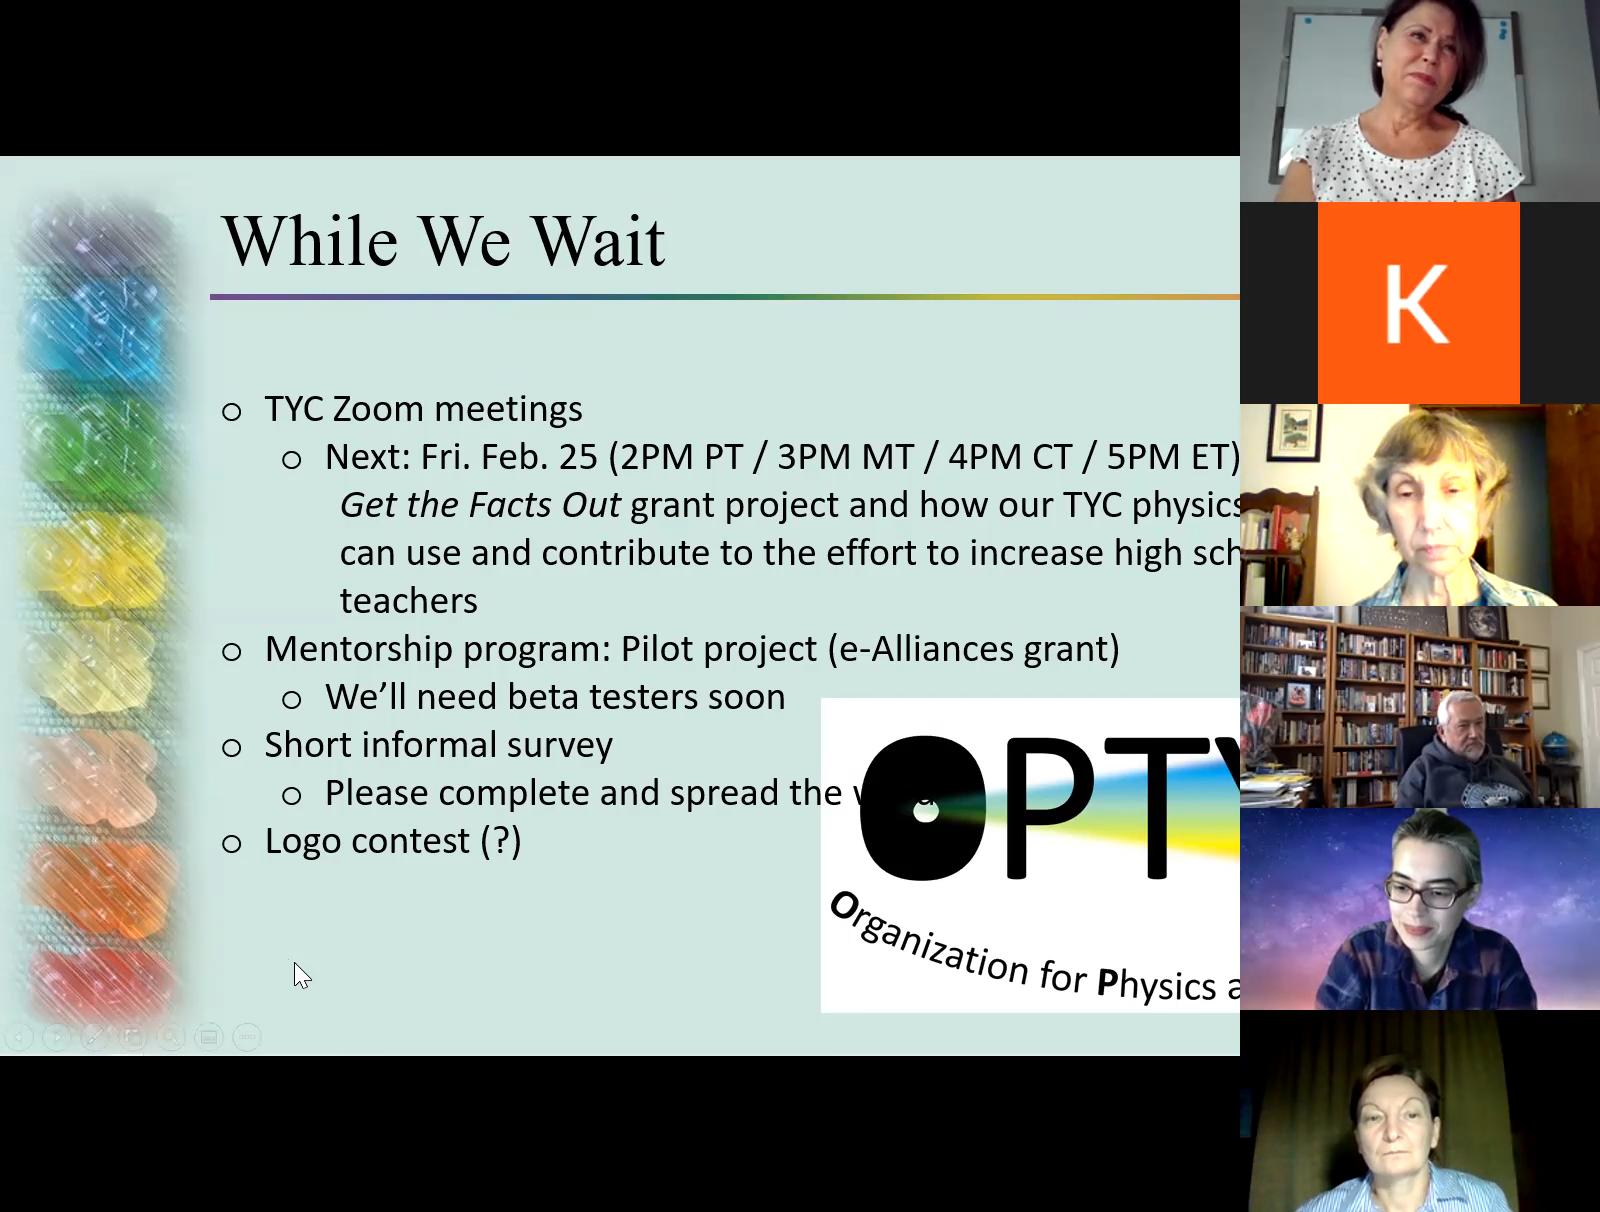 While We Wait
TYC Zoom meetings
Next: Fri. Feb. 25 (2PM PT / 3PM MT / 4PM CT / 5PM ET)
Get the Facts Out grant project and how our TYC physics
can use and contribute to the effort to increase high sch
teachers
Mentorship program: Pilot project (e-Alliances grant)
We’ll need beta testers soon
Short informal survey
Please complete and spread the
Logo contest (?)
OPTY
Organization for Physics a
K